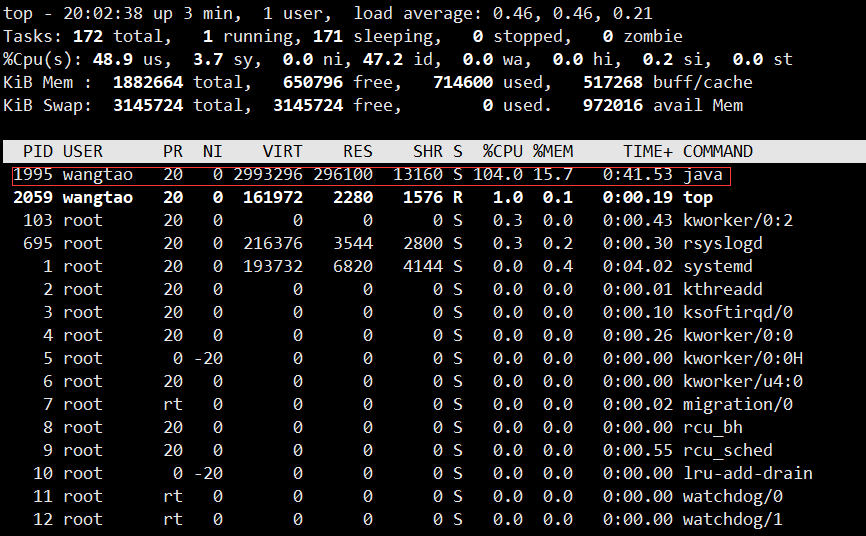 top - 20:02:38 up 3 min,  1 user,  load average: 0.46, 0.46, 0.21
Tasks: 172 total,   1 running, 171 sleeping,   0 stopped,   0 zombie
%Cpu(s): 48.9 us,  3.7 sy,  0.0 ni, 47.2 id,  0.0 wa,  0.0 hi,  0.2 si,  0.0 st
KiB Mem :  1882664 total,   650796 free,   714600 used,   517268 buff/cache
KiB Swap:  3145724 total,  3145724 free,        0 used.   972016 avail Mem
PID USER      PR  NI    VIRT    RES    SHR S  %CPU %MEM     TIME+ COMMAND
1995 wangtao   20   0 2993296 296100  13160 S 104.0 15.7   0:41.53 java
2059 wangtao   20   0  161972   2280   1576 R   1.0  0.1   0:00.19 top
103 root      20   0       0      0      0 S   0.3  0.0   0:00.43 kworker/0:2
695 root      20   0  216376   3544   2800 S   0.3  0.2   0:00.30 rsyslogd
1 root      20   0  193732   6820   4144 S   0.0  0.4   0:04.02 systemd
2 root      20   0       0      0      0 S   0.0  0.0   0:00.01 kthreadd
3 root      20   0       0      0      0 S   0.0  0.0   0:00.10 ksoftirqd/0
4 root      20   0       0      0      0 S   0.0  0.0   0:00.26 kworker/0:0
5 root       0 -20       0      0      0 S   0.0  0.0   0:00.00 kworker/0:0H
6 root      20   0       0      0      0 S   0.0  0.0   0:00.00 kworker/u4:0
7 root      rt   0       0      0      0 S   0.0  0.0   0:00.02 migration/0
8 root      20   0       0      0      0 S   0.0  0.0   0:00.00 rcu_bh
9 root      20   0       0      0      0 S   0.0  0.0   0:00.55 rcu_sched
10 root       0 -20       0      0      0 S   0.0  0.0   0:00.00 lru-add-drain
11 root      rt   0       0      0      0 S   0.0  0.0   0:00.00 watchdog/0
12 root      rt   0       0      0      0 S   0.0  0.0   0:00.00 watchdog/1